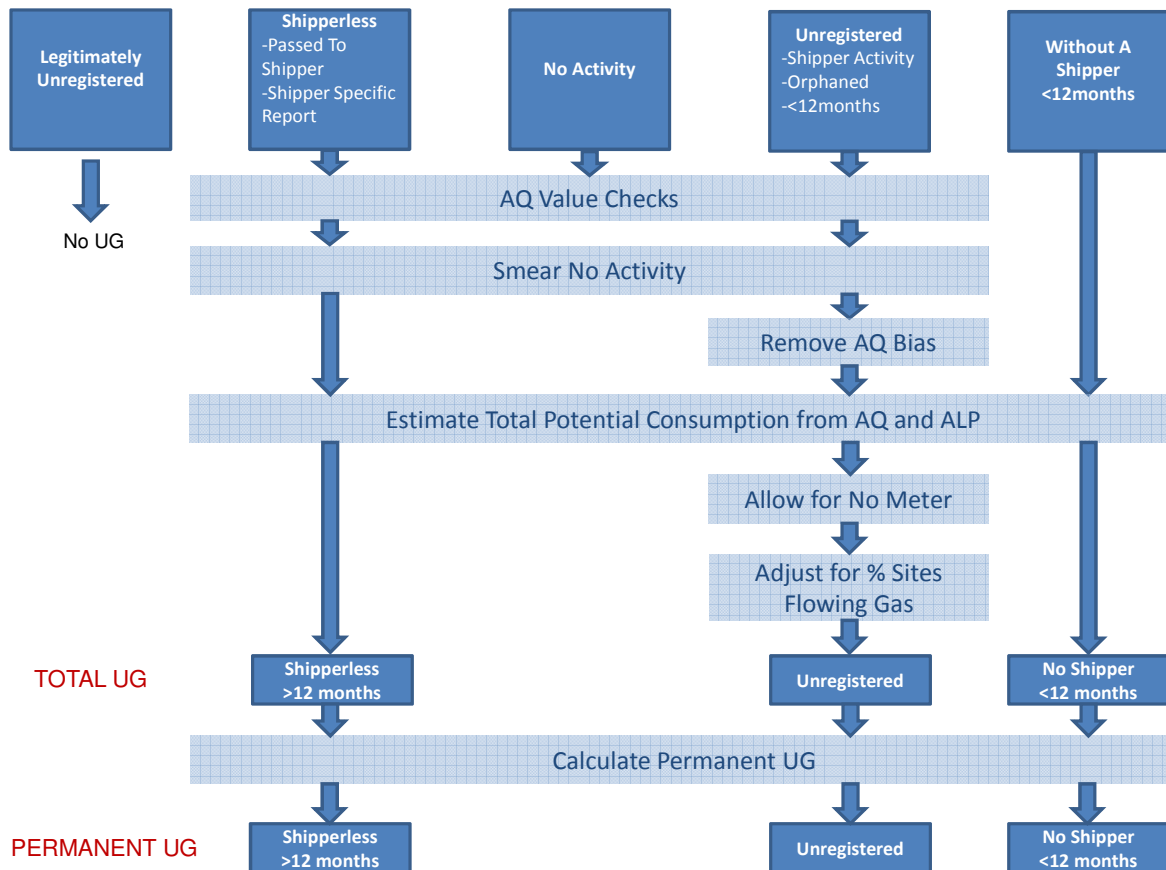 Legitimately
Unregistered
Shipperless
-Passed To
Shipper
-Shipper Specific
Report
No Activity
Unregistered
-Shipper Activity
-Orphaned
-<12months
Without A
Shipper
<12months
No UG
AQ Value Checks
Smear No Activity
Remove AQ Bias
Estimate Total Potential Consumption from AQ and ALP
Allow for No Meter
Adjust for % Sites
Flowing Gas
TOTAL UG
Shipperless
>12 months
Unregistered
No Shipper
<12 months
Calculate Permanent UG
PERMANENT UG
Shipperless
>12 months
Unregistered
No Shipper
<12 months